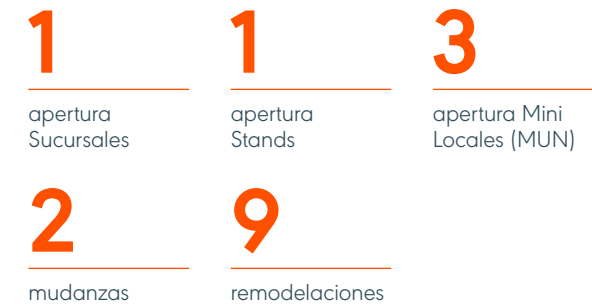 1
apertura
Sucursales
1
apertura
Stands
3
apertura Mini
Locales (MUN)
2
mudanzas
9
remodelaciones